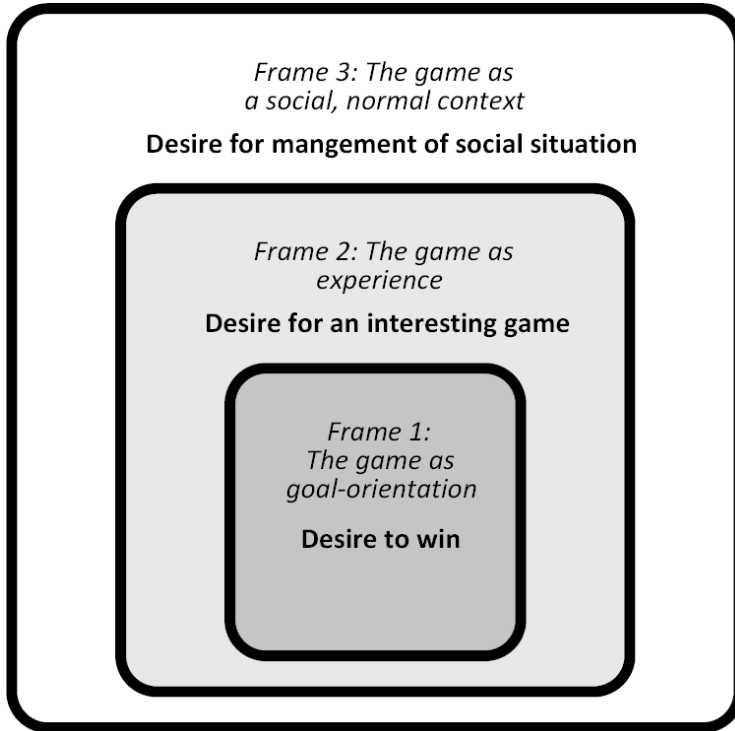 Frame 3: The game as
a social, normal context
Desire for mangement of social situation
Frame 2: The game as
experience
Desire for an interesting game
Frame 1:
The game as
goal-orientation
Desire to win